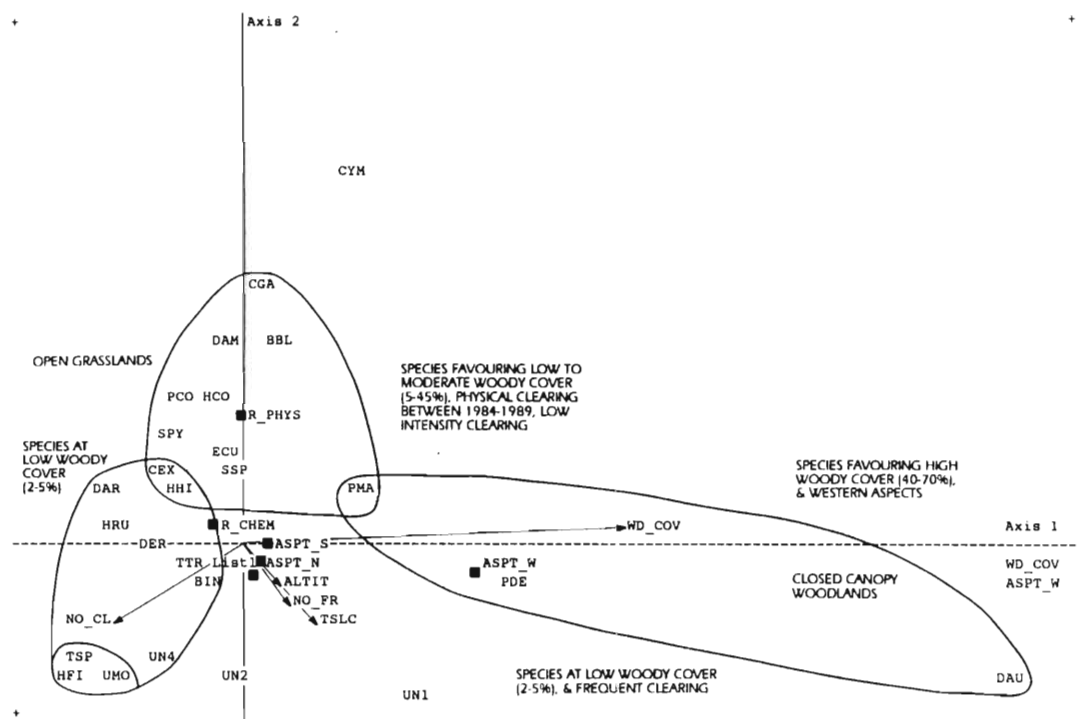 Axis 2
CYM
CGA
DAM BBL
OPEN GRASSLANDS
SPECIES FAVOURING LOW TO
MODERATE WOODY COVER
(5-45%), PHYSICAL CLEARING
BETWEEN 1984-1989, LOW
INTENSITY CLEARING
PCO HCO
R_PHYS
SPY
ECU
SPECIES AT
LOW WOODY
COVER
(2-5%)
CEX SSP
DAR HHI
PMA
SPECIES FAVOURING HIGH
WOODY COVER (40-70%),
& WESTERN ASPECTS
HRU R_CHEM
WD_COV
Axis 1
DER ASPT_S
TTR List1 ASPT_N
ASPT_W
WD_COV
BIN ALTIT
PDE
CLOSED CANOPY
WOODLANDS
ASPT_W
NO_FR
NO_CL TSLC
TSP UN4
HFI UMO
UN2
UN1
SPECIES AT LOW WOODY COVER
(2-5%), & FREQUENT CLEARING
DAU